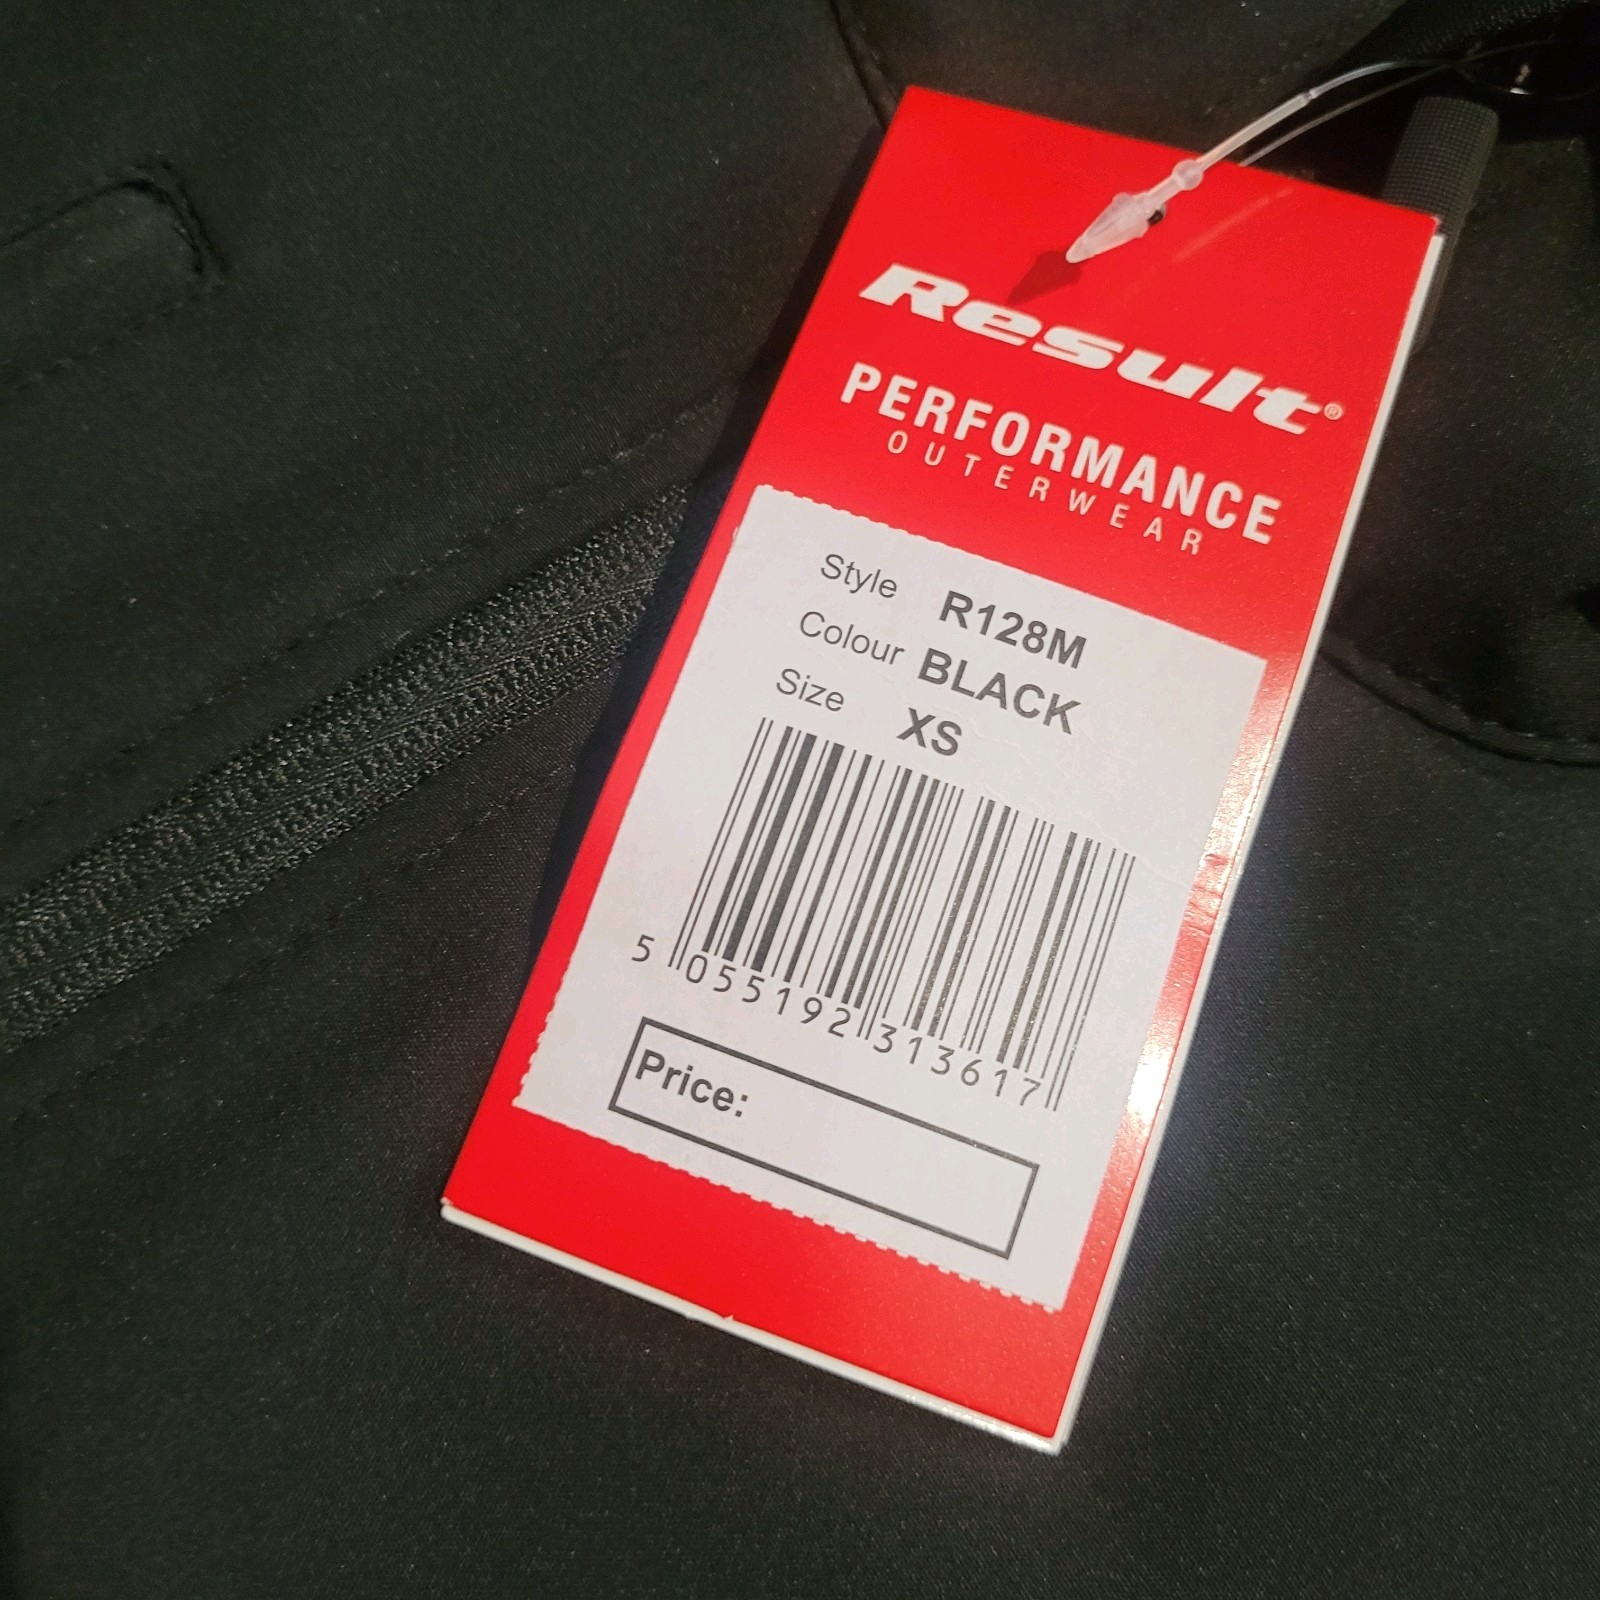 Result®
PERFORMANCE
OUTERWEAR
Style R128M
Colour BLACK
Size XS
5 055192 313617
Price: